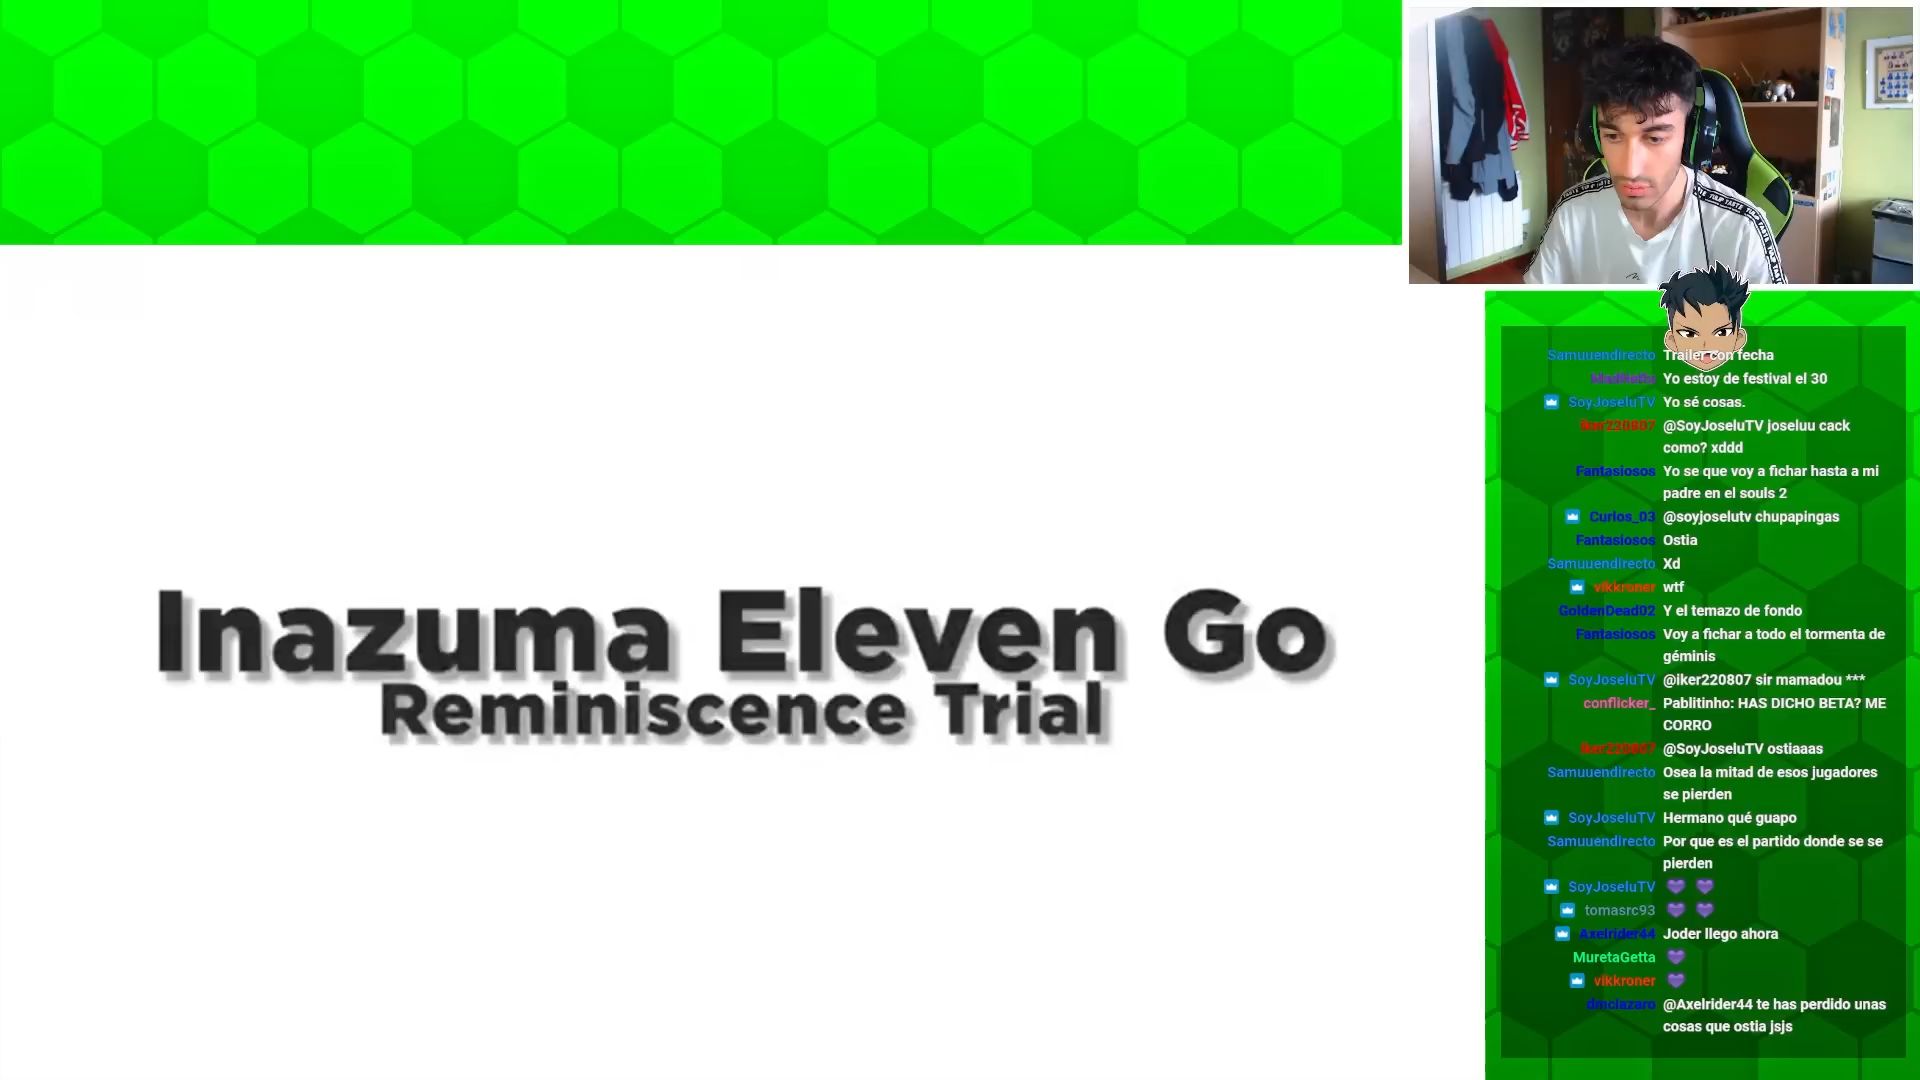 Inazuma Eleven Go
Reminiscence Trial
Samuuendirecto Trailer con fecha
Yo estoy de festival el 30
SoyJoseluTV Yo sé cosas.
iker220807 @SoyJoseluTV joseluu cack
como? xddd
Fantasiosos Yo se que voy a fichar hasta a mi
padre en el souls 2
Curlos_03 @soyjoselutv chupapingas
Fantasiosos Ostia
Samuuendirecto Xd
vikkroner wtf
GoldenDead02 Y el temazo de fondo
Fantasiosos Voy a fichar a todo el tormenta de
géminis
SoyJoseluTV @iker220807 sir mamadou ***
conflicker_ Pablitinho: HAS DICHO BETA? ME
CORRO
iker220807 @SoyJoseluTV ostiaaas
Samuuendirecto Osea la mitad de esos jugadores
se pierden
SoyJoseluTV Hermano qué guapo
Samuuendirecto Por que es el partido donde se se
pierden
SoyJoseluTV
tomasrc93
Axelrider44 Joder llego ahora
MuretaGetta
vikkroner
dmclazaro @Axelrider44 te has perdido unas
cosas que ostia jsjs